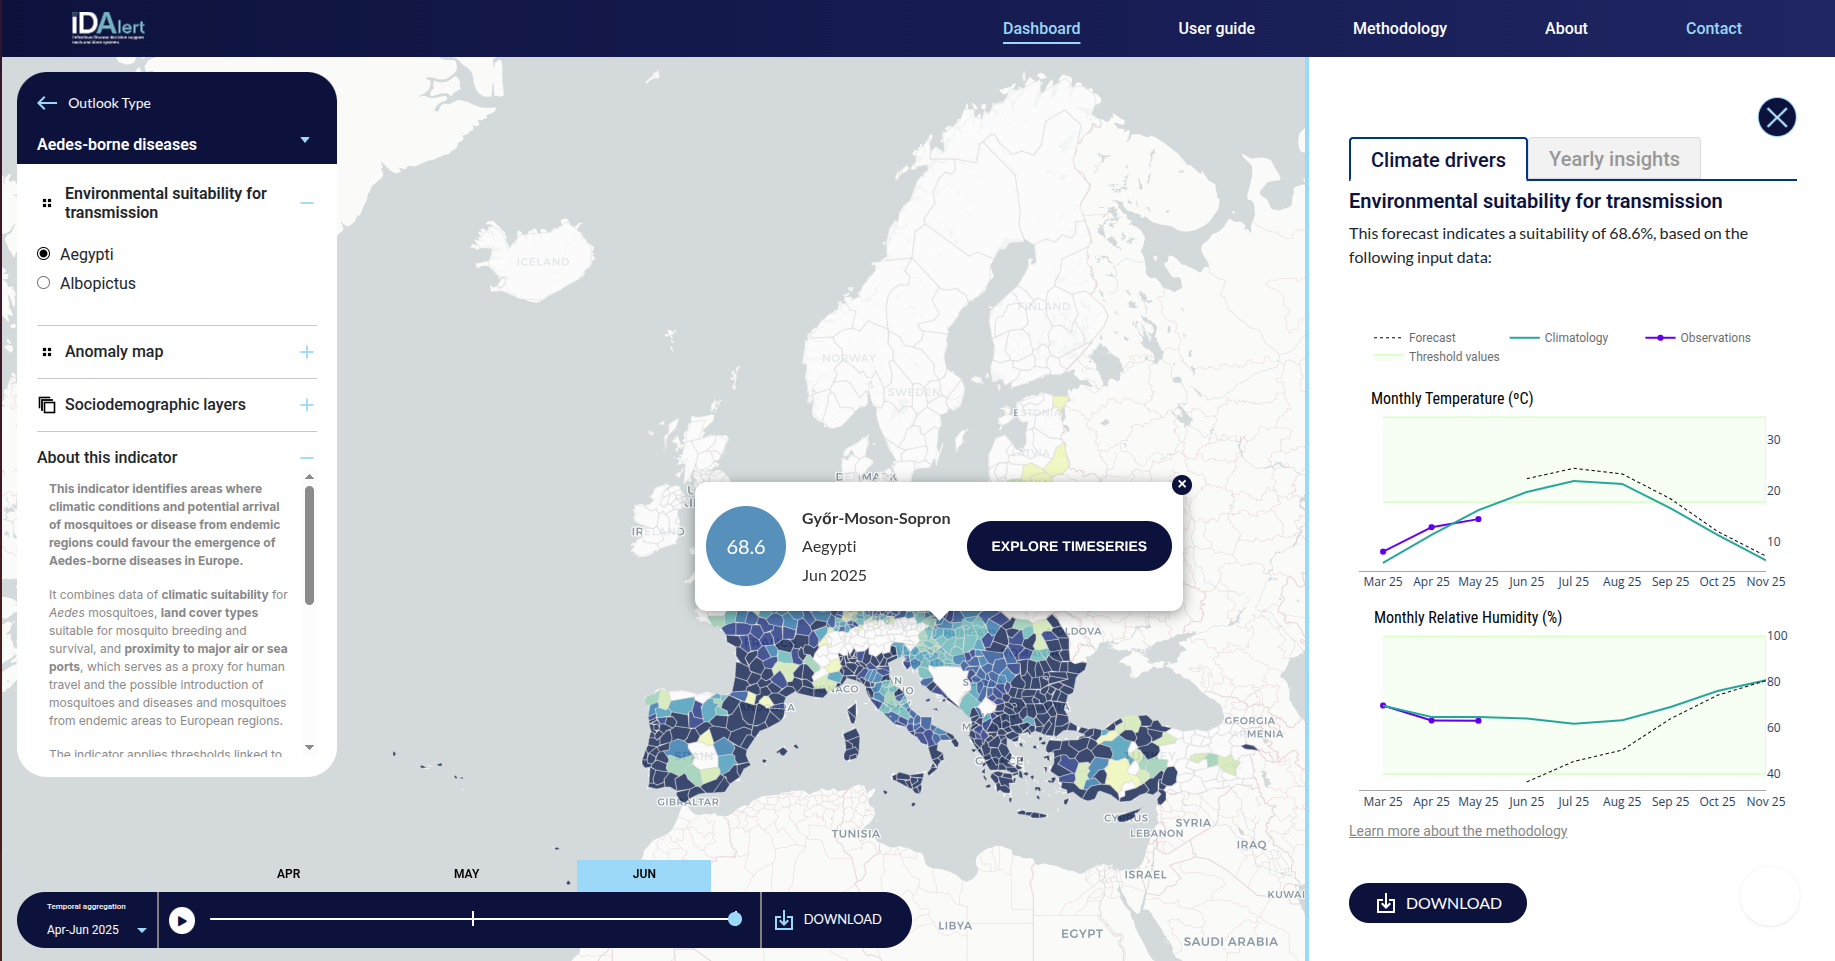 iDAlert
Dashboard
User guide
Methodology
About
Contact
Outlook Type
Aedes-borne diseases
Environmental suitability for
transmission
Aegypti
Albopictus
Anomaly map
Sociodemographic layers
About this indicator
This indicator identifies areas where
climatic conditions and potential arrival
of mosquitoes or disease from endemic
regions could favour the emergence of
Aedes-borne diseases in Europe.
It combines data of climatic suitability for
Aedes mosquitoes, land cover types
suitable for mosquito breeding and
survival, and proximity to major air or sea
ports, which serves as a proxy for human
travel and the possible introduction of
mosquitoes and diseases and mosquitoes
from endemic areas to European regions.
The indicator applies thresholds linked to
ICELAND
NORWAY
SWEDEN
FINLAND
ESTONIA
LATVIA
DENMARK
IRELAND
68.6
Győr-Moson-Sopron
Aegypti
Jun 2025
EXPLORE TIMESERIES
SPAIN
GIBRALTAR
TUNISIA
LIBYA
EGYPT
SAUDI ARABIA
ISRAEL
LEBANON
CYPRUS
SYRIA
IRAQ
GEORGIA
APR
MAY
JUN
Temporal aggregation
Apr-Jun 2025
DOWNLOAD
Climate drivers
Yearly insights
Environmental suitability for transmission
This forecast indicates a suitability of 68.6%, based on the
following input data:
Forecast
Climatology
Observations
Threshold values
Monthly Temperature (ºC)
30
20
10
Mar 25 Apr 25 May 25 Jun 25 Jul 25 Aug 25 Sep 25 Oct 25 Nov 25
Monthly Relative Humidity (%)
100
80
60
40
Mar 25 Apr 25 May 25 Jun 25 Jul 25 Aug 25 Sep 25 Oct 25 Nov 25
Learn more about the methodology
DOWNLOAD